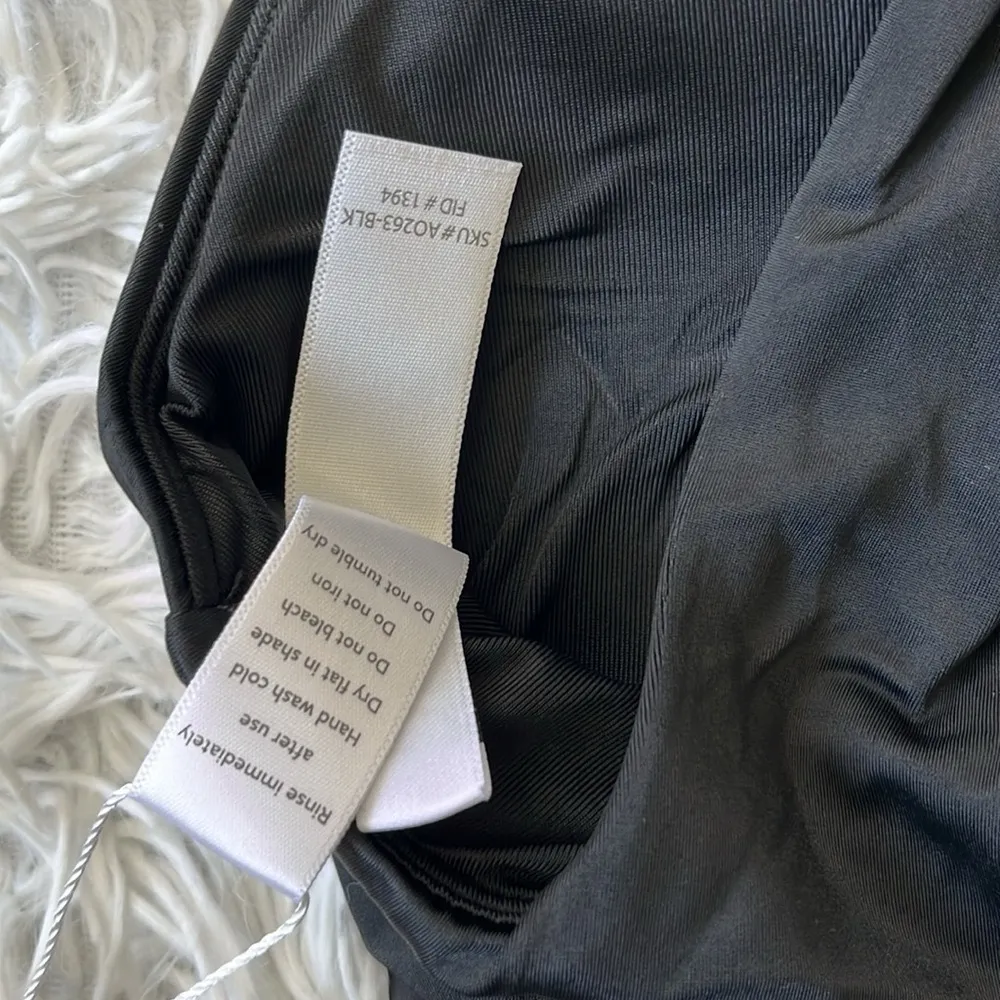 SKU#AO263-BLK
FID # 1394
Rinse immediately
after use
Hand wash cold
Dry flat in shade
Do not bleach
Do not iron
Do not tumble dry